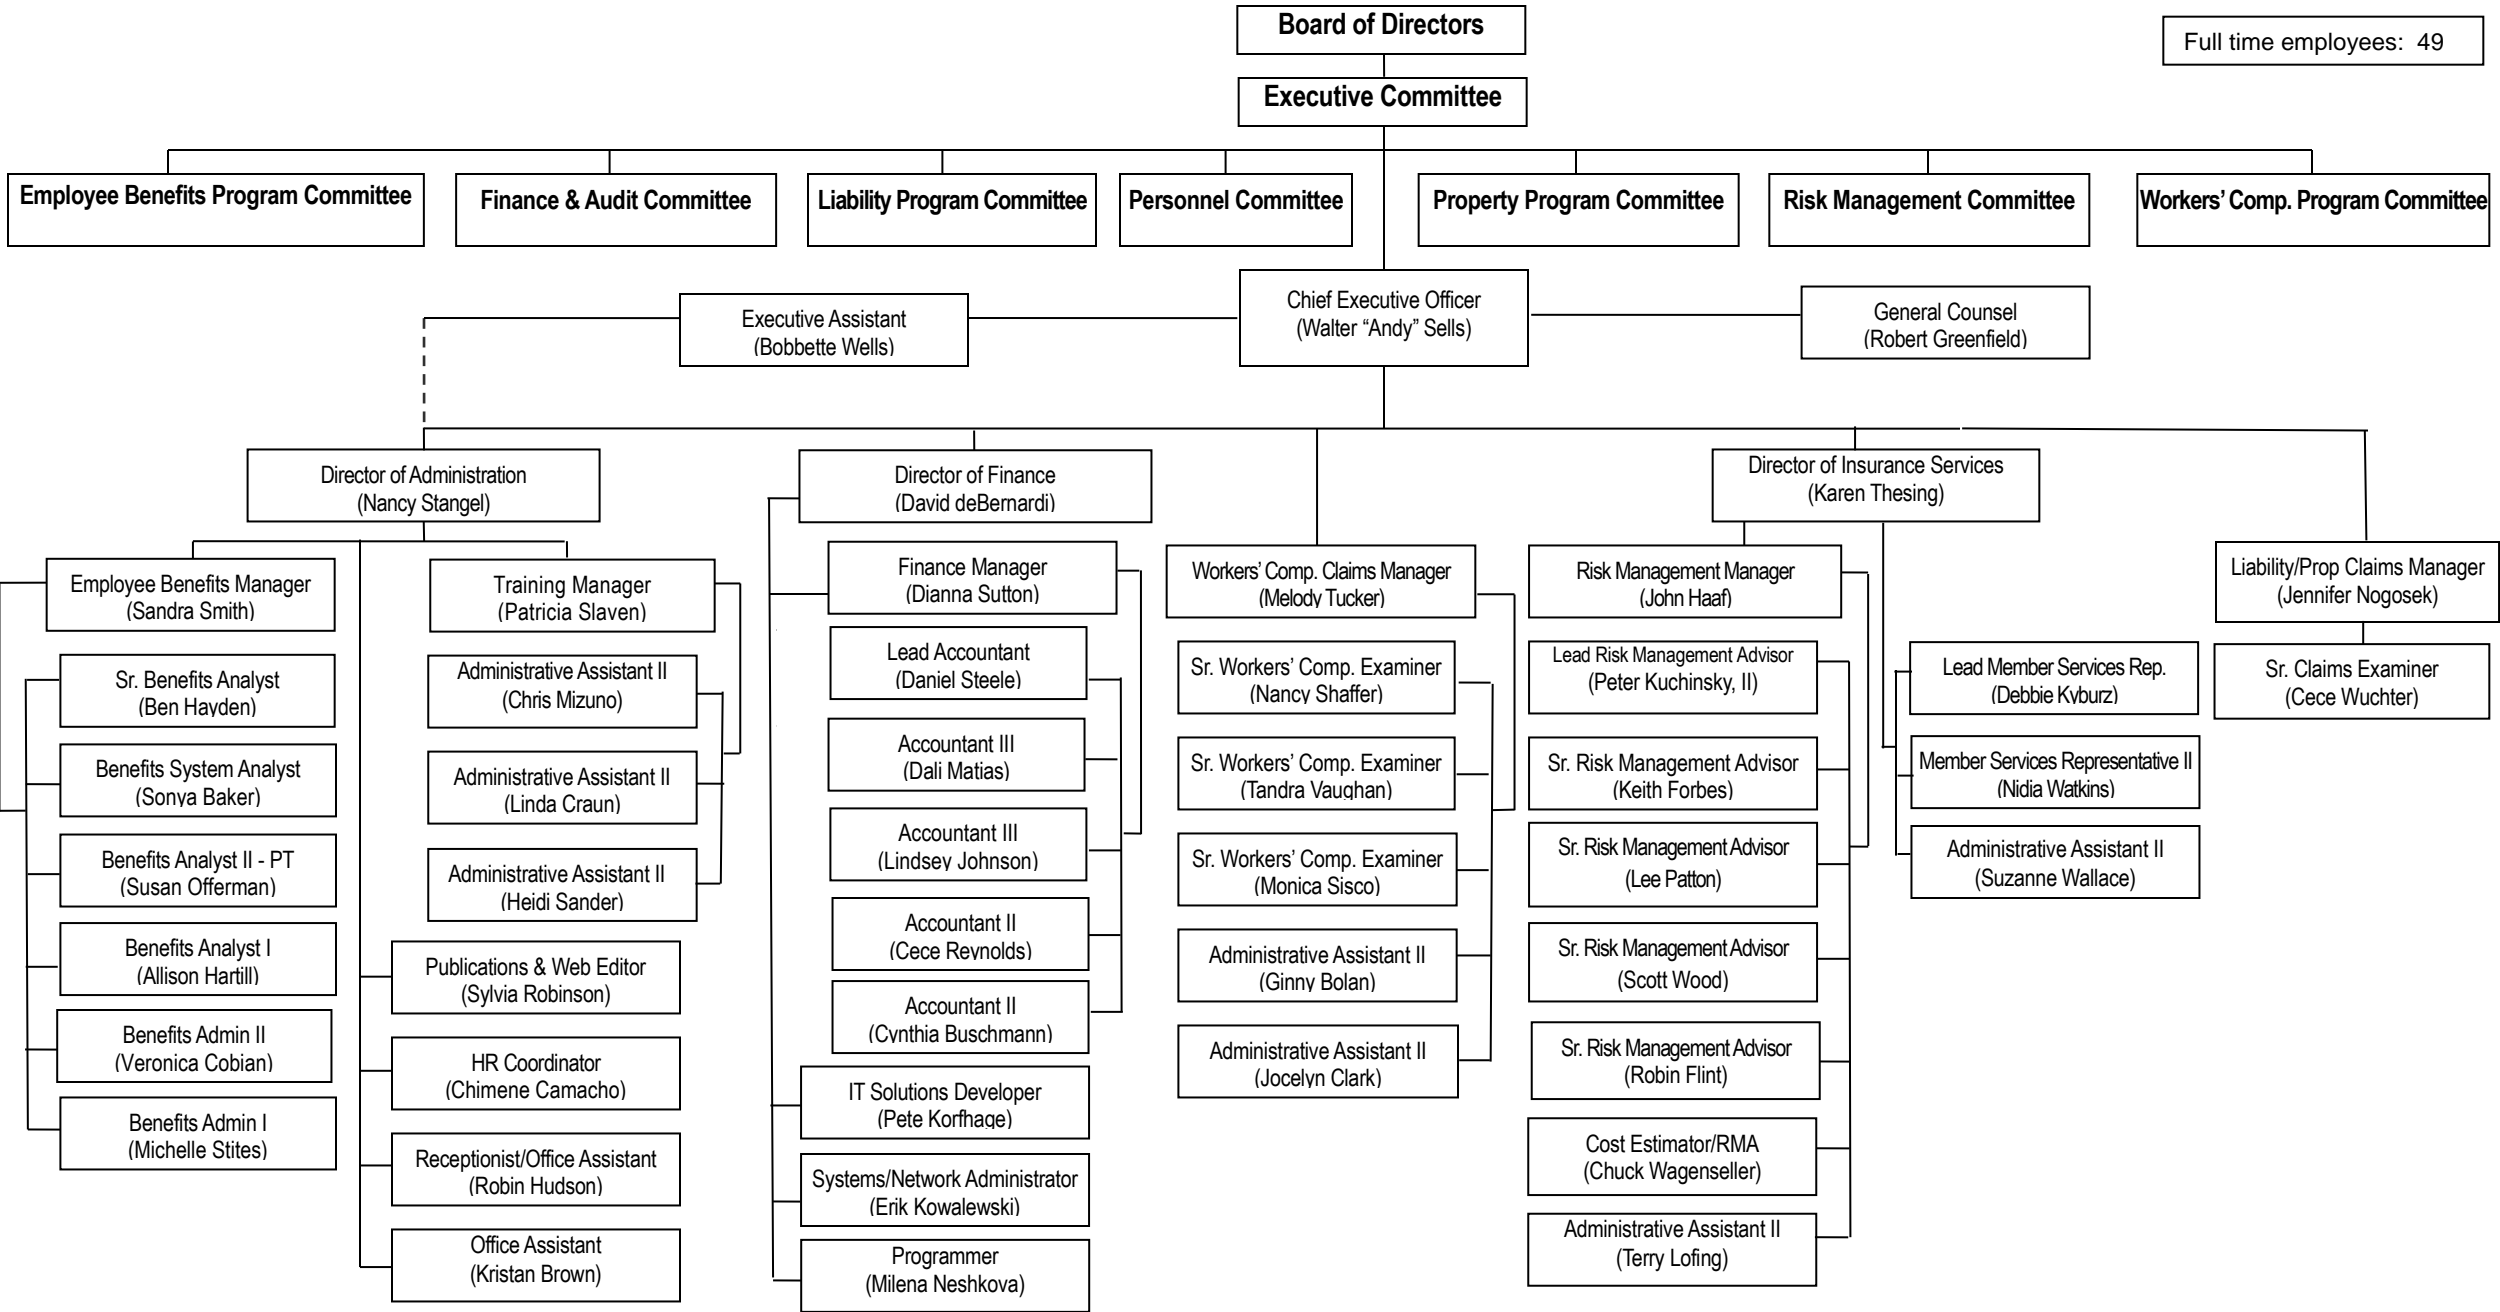 Board of Directors
Full time employees: 49
Executive Committee
Employee Benefits Program Committee
Finance & Audit Committee
Liability Program Committee
Personnel Committee
Property Program Committee
Risk Management Committee
Workers' Comp. Program Committee
Executive Assistant
(Bobbette Wells)
Chief Executive Officer
(Walter “Andy” Sells)
General Counsel
(Robert Greenfield)
Director of Administration
(Nancy Stangel)
Employee Benefits Manager
(Sandra Smith)
Sr. Benefits Analyst
(Ben Hayden)
Benefits System Analyst
(Sonya Baker)
Benefits Analyst II - PT
(Susan Offerman)
Benefits Analyst I
(Allison Hartill)
Benefits Admin II
(Veronica Cobian)
Benefits Admin I
(Michelle Stites)
Training Manager
(Patricia Slaven)
Administrative Assistant II
(Chris Mizuno)
Administrative Assistant II
(Linda Craun)
Administrative Assistant II
(Heidi Sander)
Publications & Web Editor
(Sylvia Robinson)
HR Coordinator
(Chimene Camacho)
Receptionist/Office Assistant
(Robin Hudson)
Office Assistant
(Kristan Brown)
Director of Finance
(David deBernardi)
Finance Manager
(Dianna Sutton)
Lead Accountant
(Daniel Steele)
Accountant III
(Dali Matias)
Accountant III
(Lindsey Johnson)
Accountant II
(Cece Reynolds)
Accountant II
(Cynthia Buschmann)
IT Solutions Developer
(Pete Korfhage)
Systems/Network Administrator
(Erik Kowalewski)
Programmer
(Milena Neshkova)
Workers' Comp. Claims Manager
(Melody Tucker)
Sr. Workers' Comp. Examiner
(Nancy Shaffer)
Sr. Workers' Comp. Examiner
(Tandra Vaughan)
Sr. Workers' Comp. Examiner
(Monica Sisco)
Administrative Assistant II
(Ginny Bolan)
Administrative Assistant II
(Jocelyn Clark)
Director of Insurance Services
(Karen Thesing)
Risk Management Manager
(John Haaf)
Lead Risk Management Advisor
(Peter Kuchinsky, II)
Sr. Risk Management Advisor
(Keith Forbes)
Sr. Risk Management Advisor
(Lee Patton)
Sr. Risk Management Advisor
(Scott Wood)
Sr. Risk Management Advisor
(Robin Flint)
Cost Estimator/RMA
(Chuck Wagenseller)
Administrative Assistant II
(Terry Lofing)
Lead Member Services Rep.
(Debbie Kyburz)
Member Services Representative II
(Nidia Watkins)
Administrative Assistant II
(Suzanne Wallace)
Liability/Prop Claims Manager
(Jennifer Nogosek)
Sr. Claims Examiner
(Cece Wuchter)